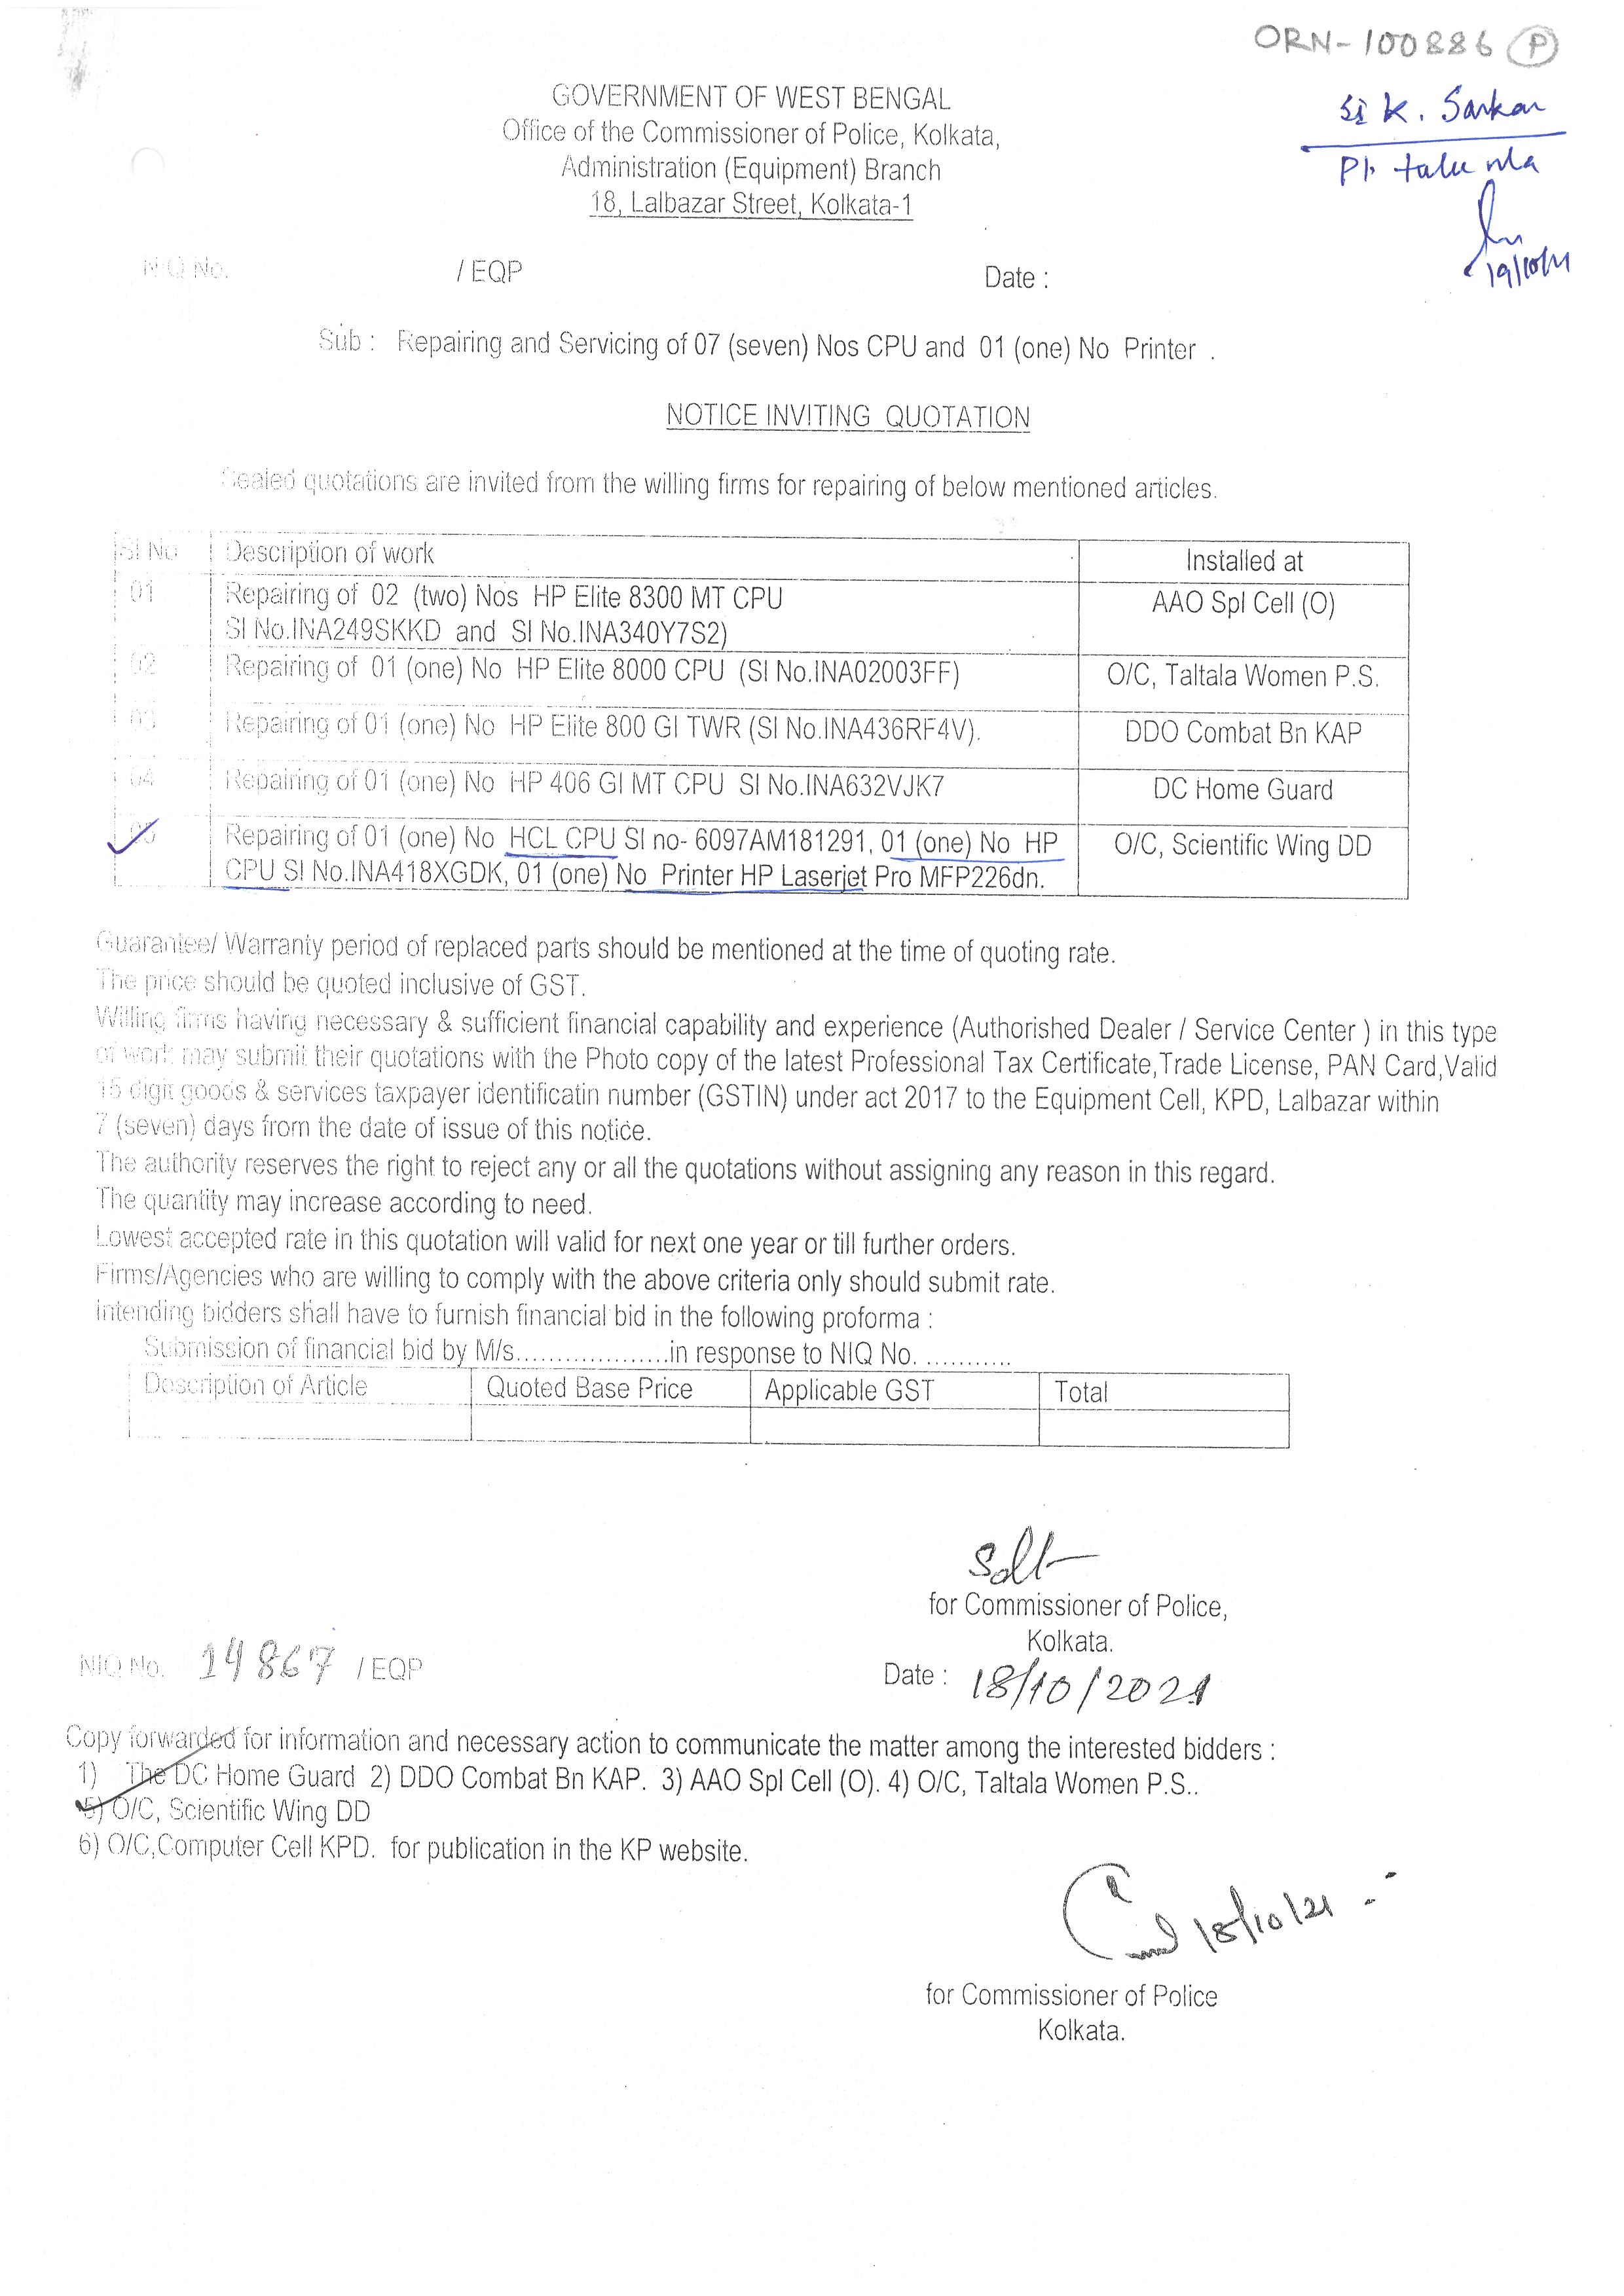 ORN-100886 P
SI K. Sarkar
Pl. take n/a
19/10/21
GOVERNMENT OF WEST BENGAL
Office of the Commissioner of Police, Kolkata,
Administration (Equipment) Branch
18, Lalbazar Street, Kolkata-1
NIQ No. / EQP Date :
Sub : Repairing and Servicing of 07 (seven) Nos CPU and 01 (one) No Printer .
NOTICE INVITING QUOTATION
Sealed quotations are invited from the willing firms for repairing of below mentioned articles.
Sl No Description of work Installed at
01 Repairing of 02 (two) Nos HP Elite 8300 MT CPU AAO Spl Cell (O)
Sl No.INA249SKKD and Sl No.INA340Y7S2)
02 Repairing of 01 (one) No HP Elite 8000 CPU (Sl No.INA02003FF) O/C, Taltala Women P.S.
03 Repairing of 01 (one) No HP Elite 800 GI TWR (Sl No.INA436RF4V). DDO Combat Bn KAP
04 Repairing of 01 (one) No HP 406 GI MT CPU Sl No.INA632VJK7 DC Home Guard
05 Repairing of 01 (one) No HCL CPU Sl no- 6097AM181291, 01 (one) No HP O/C, Scientific Wing DD
CPU Sl No.INA418XGDK, 01 (one) No Printer HP Laserjet Pro MFP226dn.
Guarantee/ Warranty period of replaced parts should be mentioned at the time of quoting rate.
The price should be quoted inclusive of GST.
Willing firms having necessary & sufficient financial capability and experience (Authorished Dealer / Service Center ) in this type
of work may submit their quotations with the Photo copy of the latest Professional Tax Certificate,Trade License, PAN Card,Valid
15 digit goods & services taxpayer identificatin number (GSTIN) under act 2017 to the Equipment Cell, KPD, Lalbazar within
7 (seven) days from the date of issue of this notice.
The authority reserves the right to reject any or all the quotations without assigning any reason in this regard.
The quantity may increase according to need.
Lowest accepted rate in this quotation will valid for next one year or till further orders.
Firms/Agencies who are willing to comply with the above criteria only should submit rate.
Intending bidders shall have to furnish financial bid in the following proforma :
Submission of financial bid by M/s....................in response to NIQ No. ............
Description of Article Quoted Base Price Applicable GST Total
Sd/-
for Commissioner of Police,
Kolkata.
NIQ No. 14867 / EQP Date : 18/10/2021
Copy forwarded for information and necessary action to communicate the matter among the interested bidders :
1) The DC Home Guard 2) DDO Combat Bn KAP. 3) AAO Spl Cell (O). 4) O/C, Taltala Women P.S..
5) O/C, Scientific Wing DD
6) O/C,Computer Cell KPD. for publication in the KP website.
18/10/21
for Commissioner of Police
Kolkata.